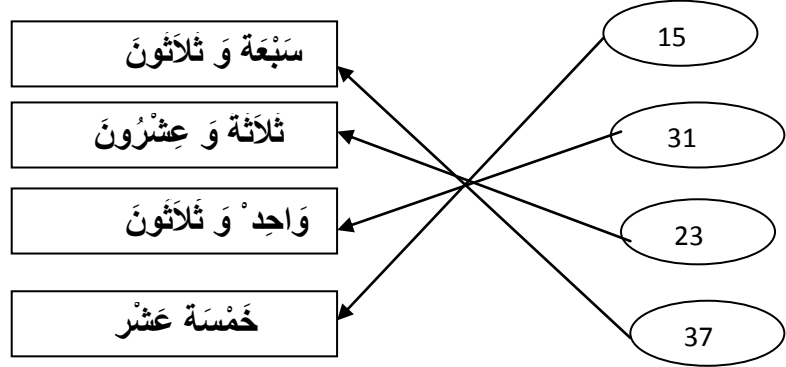 سَبْعَة وَ ثَلاَثُونَ
15
ثَلاَثَة وَ عِشْرُونَ
31
وَاحِد ْ وَ ثَلاَثُونَ
23
خَمْسَة عَشْر
37